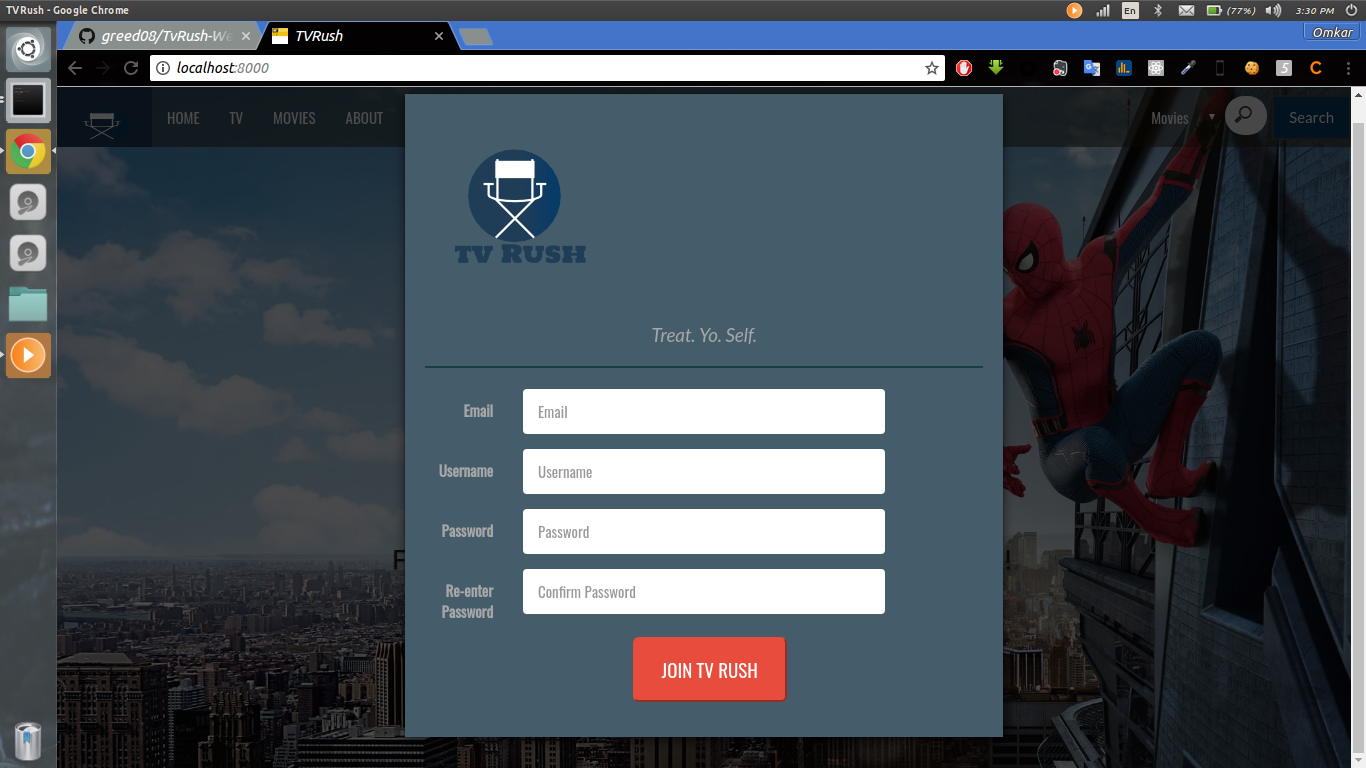 TVRush - Google Chrome
En
(77%)
3:30 PM
greed08/TvRush-We
TVRush
Omkar
localhost:8000
HOME
TV
MOVIES
ABOUT
Movies
Search
TV RUSH
Treat. Yo. Self.
Email
Email
Username
Username
Password
Password
Re-enter
Password
Confirm Password
JOIN TV RUSH